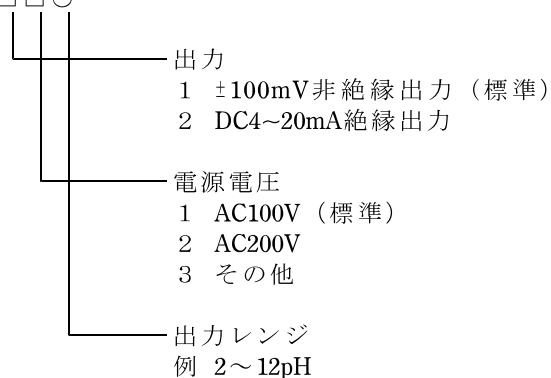 出力
1 ±100mV非絶縁出力（標準）
2 DC4~20mA絶縁出力
電源電圧
1 AC100V（標準）
2 AC200V
3 その他
出力レンジ
例 2～12pH